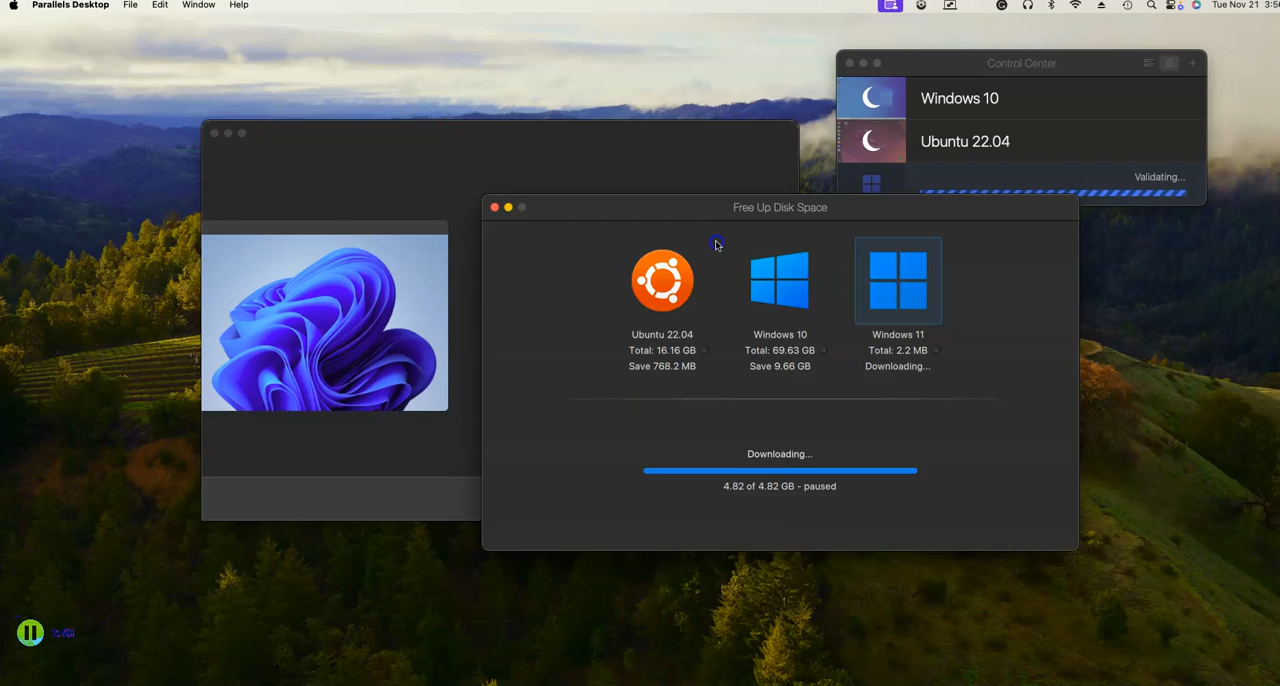 Parallels Desktop File Edit Window Help Tue Nov 21
Control Center
Windows 10
Ubuntu 22.04
Validating...
Free Up Disk Space
Ubuntu 22.04
Total: 16.16 GB
Save 768.2 MB
Windows 10
Total: 69.63 GB
Save 9.66 GB
Windows 11
Total: 2.2 MB
Downloading...
Downloading...
4.82 of 4.82 GB - paused